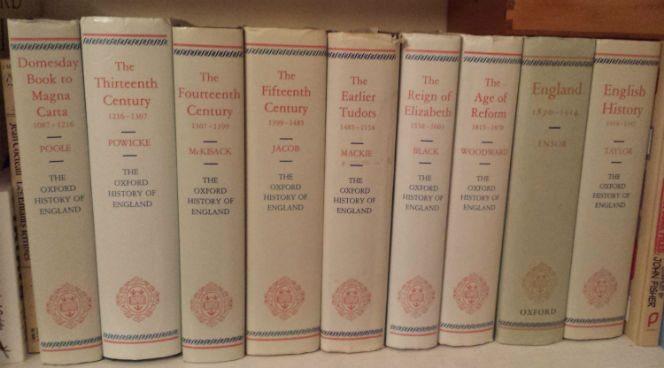 Domesday
Book to
Magna
Carta
1087-1216
POOLE
THE
OXFORD
HISTORY OF
ENGLAND
The
Thirteenth
Century
1216-1307
POWICKE
THE
OXFORD
HISTORY OF
ENGLAND
The
Fourteenth
Century
1307-1399
McKISACK
THE
OXFORD
HISTORY OF
ENGLAND
The
Fifteenth
Century
1399-1485
JACOB
THE
OXFORD
HISTORY OF
ENGLAND
The
Earlier
Tudors
1485-1558
MACKIE
THE
OXFORD
HISTORY OF
ENGLAND
The
Reign of
Elizabeth
1558-1603
BLACK
THE
OXFORD
HISTORY OF
ENGLAND
The
Age of
Reform
1815-1870
WOODWARD
THE
OXFORD
HISTORY OF
ENGLAND
England
1870-1914
ENSOR
OXFORD
English
History
TAYLOR
THE
OXFORD
HISTORY OF
ENGLAND
JOHN FISHER